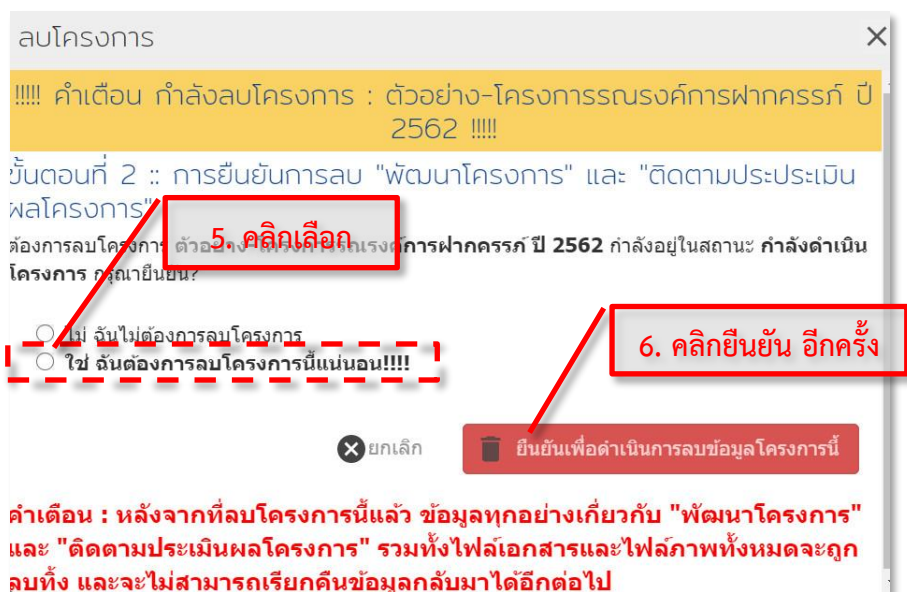 ลบโครงการ
!!!!! คำเตือน กำลังลบโครงการ : ตัวอย่าง-โครงการรณรงค์การฝากครรภ์ ปี
2562 !!!!!
ขั้นตอนที่ 2 :: การยืนยันการลบ "พัฒนาโครงการ" และ "ติดตามประประเมิน
ผลโครงการ"
5. คลิกเลือก
ต้องการลบโครงการ ตัวอย่าง-โครงการรณรงค์การฝากครรภ์ ปี 2562 กำลังอยู่ในสถานะ กำลังดำเนิน
โครงการ กรุณายืนยัน?
ไม่ ฉันไม่ต้องการลบโครงการ
ใช่ ฉันต้องการลบโครงการนี้แน่นอน!!!!
6. คลิกยืนยัน อีกครั้ง
ยกเลิก
ยืนยันเพื่อดำเนินการลบข้อมูลโครงการนี้
คำเตือน : หลังจากที่ลบโครงการนี้แล้ว ข้อมูลทุกอย่างเกี่ยวกับ "พัฒนาโครงการ"
และ "ติดตามประเมินผลโครงการ" รวมทั้งไฟล์เอกสารและไฟล์ภาพทั้งหมดจะถูก
ลบทิ้ง และจะไม่สามารถเรียกคืนข้อมูลกลับมาได้อีกต่อไป